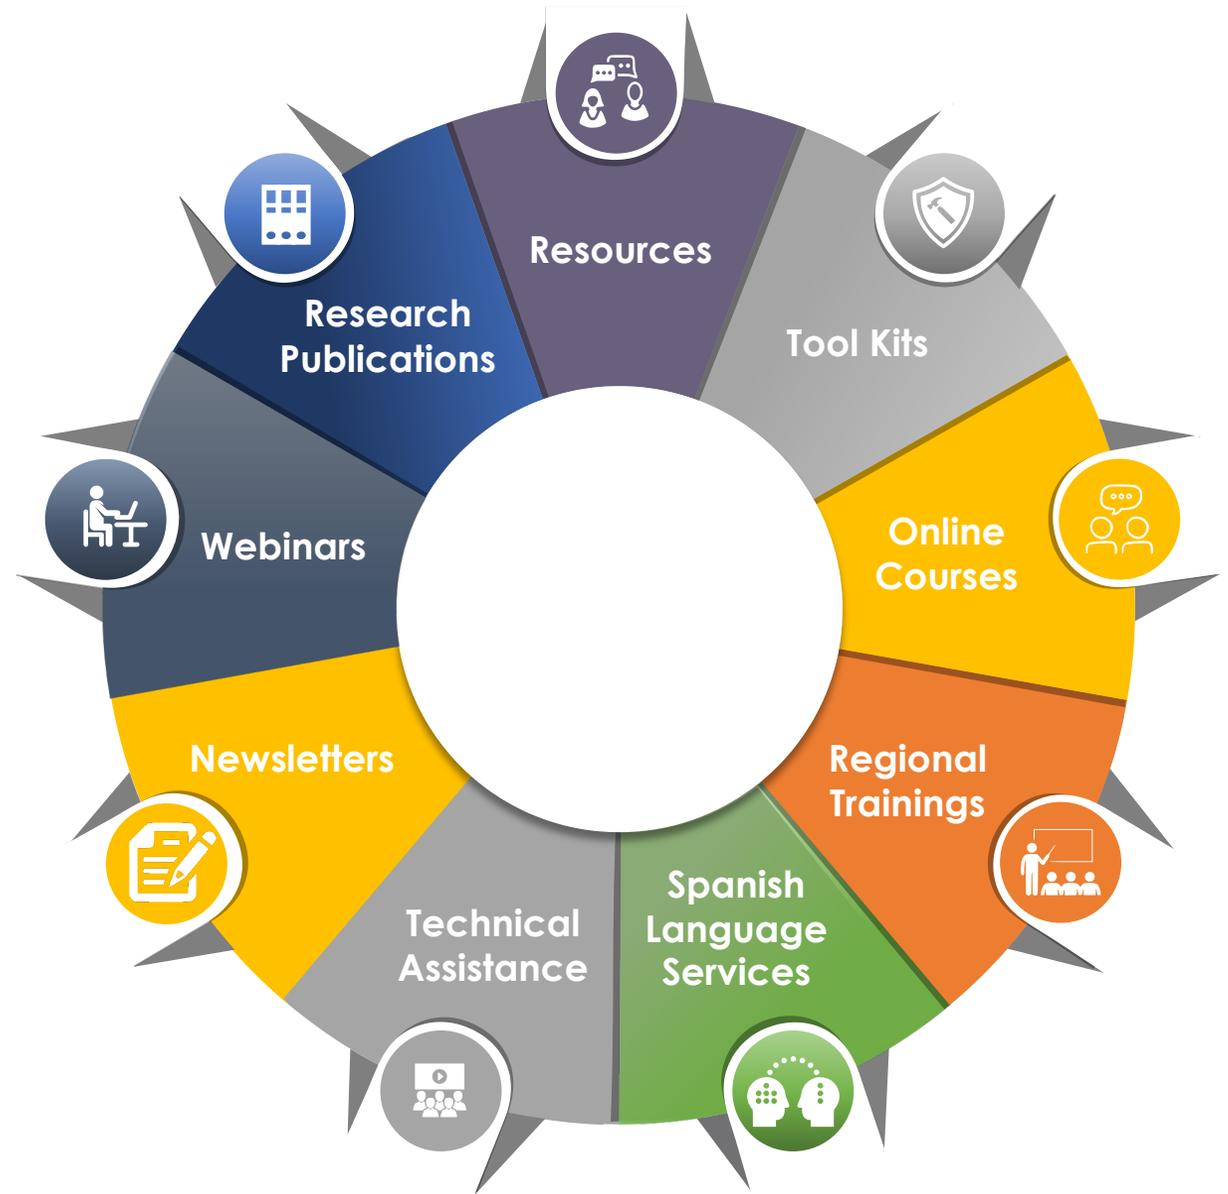 Resources
Tool Kits
Online
Courses
Regional
Trainings
Spanish
Language
Services
Technical
Assistance
Newsletters
Webinars
Research
Publications